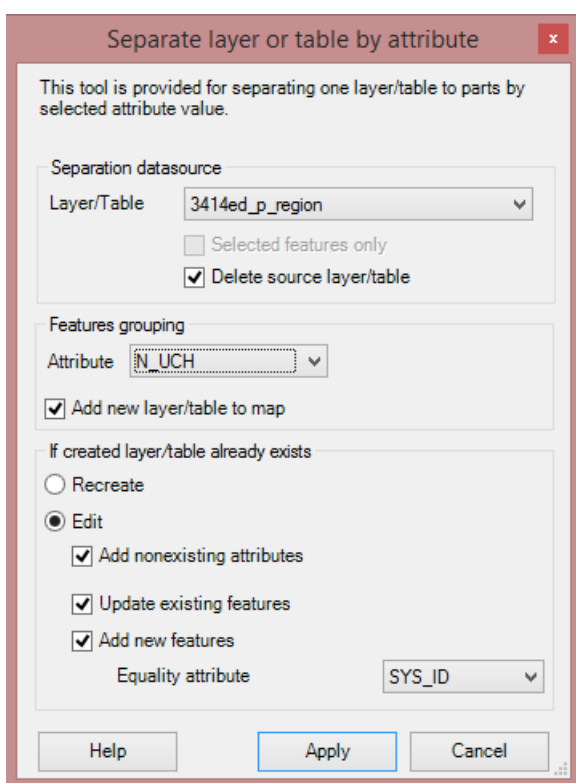 Separate layer or table by attribute
x
This tool is provided for separating one layer/table to parts by
selected attribute value.
Separation datasource
Layer/Table 3414ed_p_region
Selected features only
Delete source layer/table
Features grouping
Attribute N_UCH
Add new layer/table to map
If created layer/table already exists
Recreate
Edit
Add nonexisting attributes
Update existing features
Add new features
Equality attribute SYS_ID
Help Apply Cancel